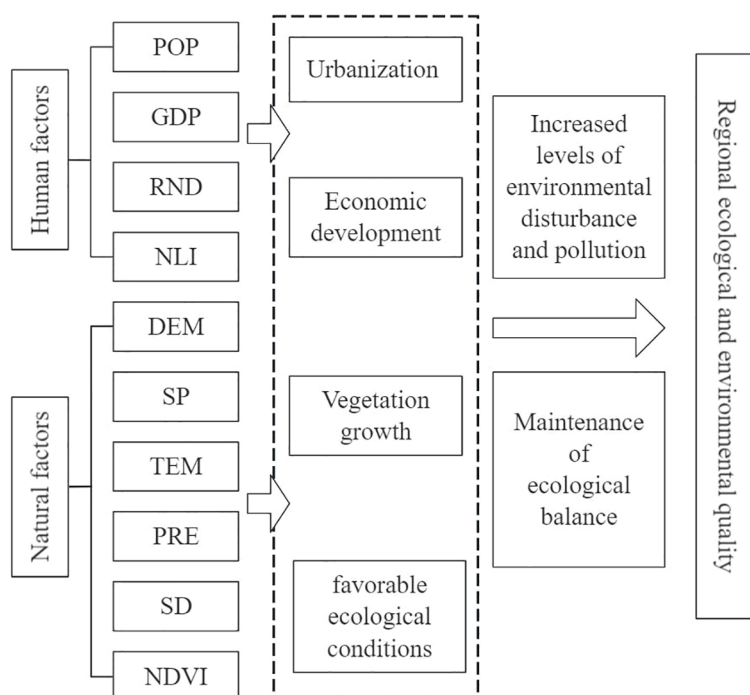 Human factors
POP
GDP
RND
NLI
Natural factors
DEM
SP
TEM
PRE
SD
NDVI
Urbanization
Economic
development
Vegetation
growth
favorable
ecological
conditions
Increased
levels of
environmental
disturbance
and pollution
Maintenance
of
ecological
balance
Regional ecological and environmental quality